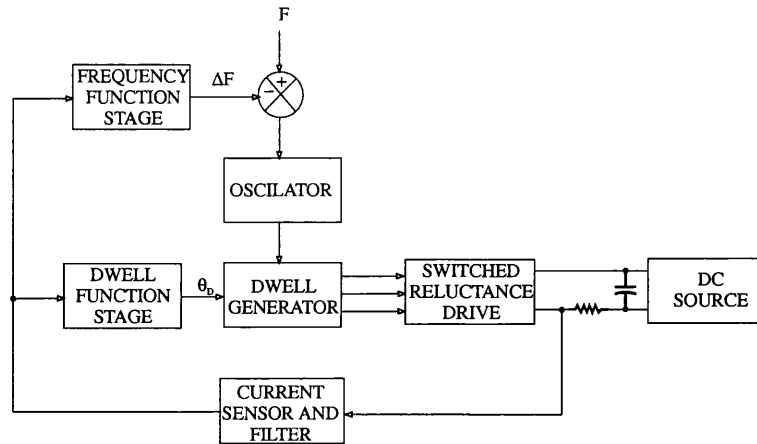 F
FREQUENCY
FUNCTION
STAGE
ΔF
+
-
OSCILATOR
DWELL
FUNCTION
STAGE
θD
DWELL
GENERATOR
SWITCHED
RELUCTANCE
DRIVE
DC
SOURCE
CURRENT
SENSOR AND
FILTER